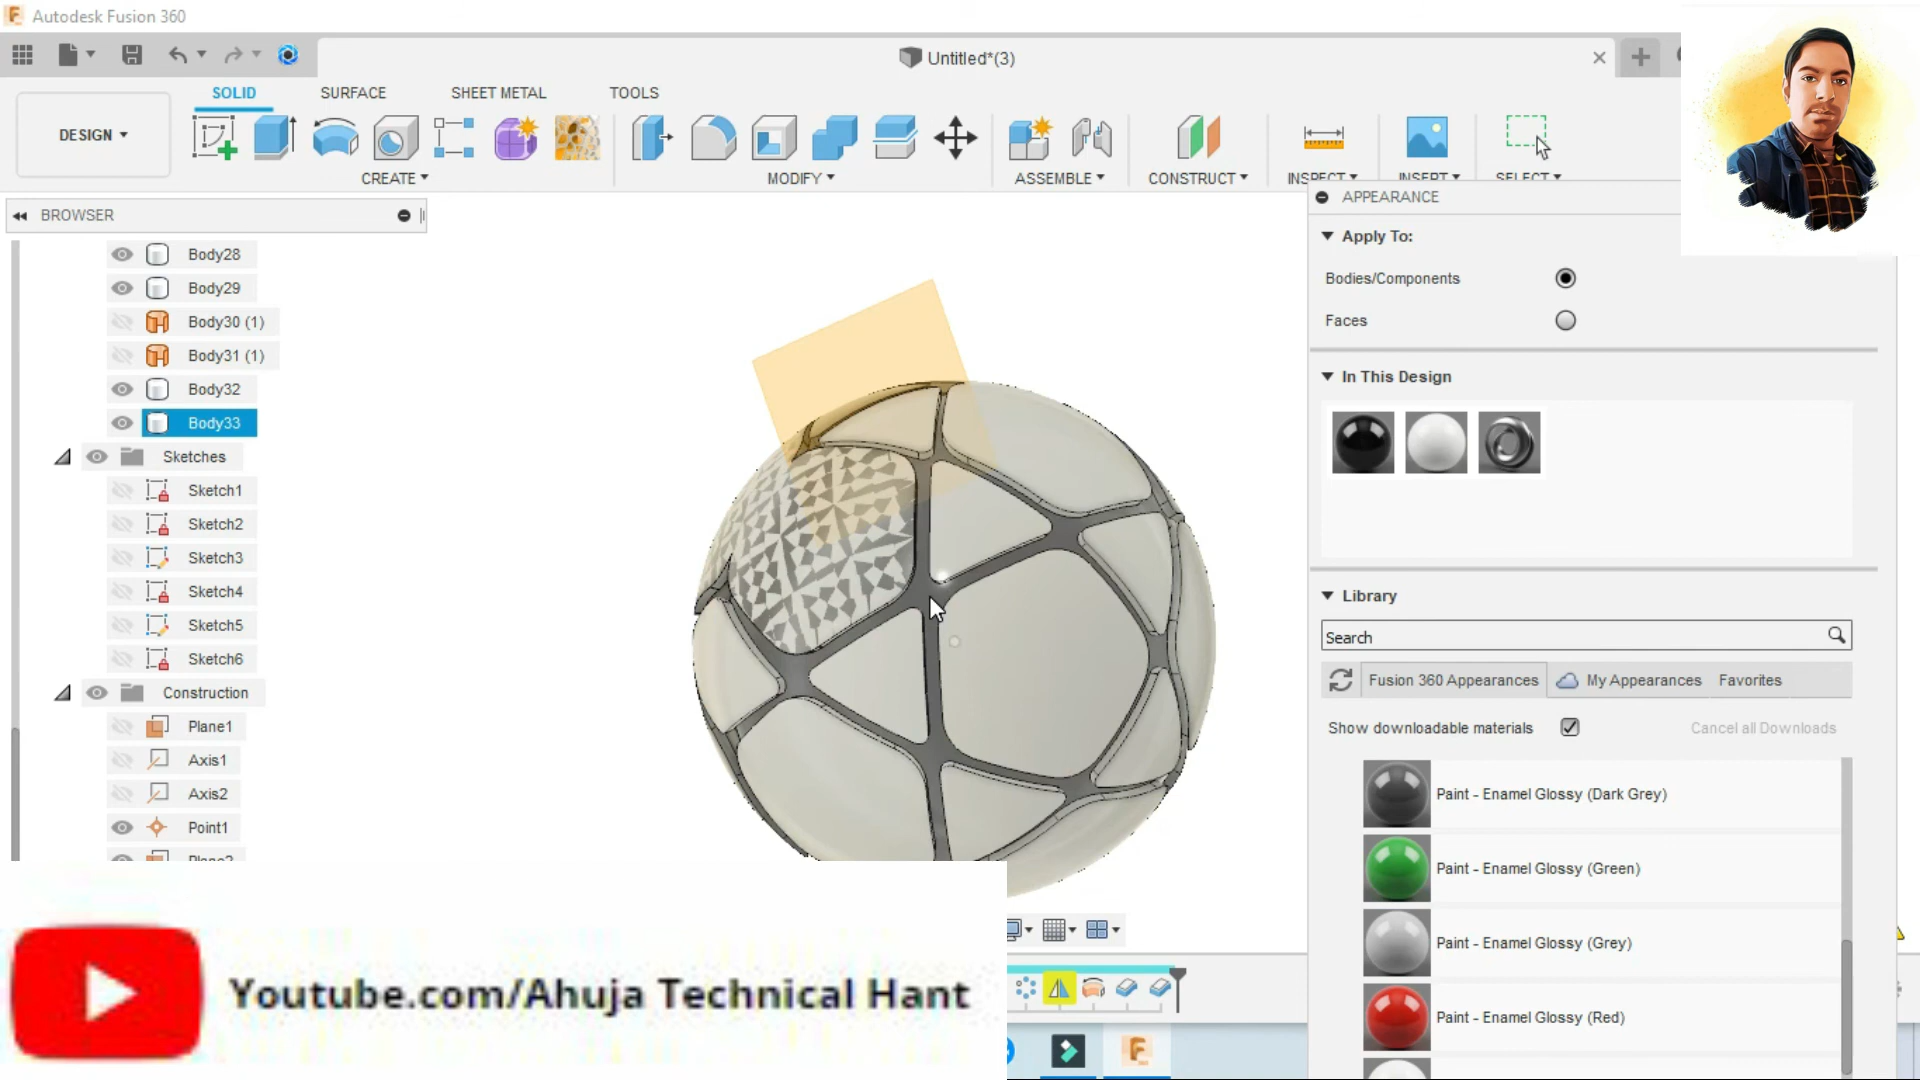 Autodesk Fusion 360
Untitled*(3)
SOLID SURFACE SHEET METAL TOOLS
DESIGN
CREATE MODIFY ASSEMBLE CONSTRUCT INSPECT INSERT SELECT
BROWSER
Body28
Body29
Body30 (1)
Body31 (1)
Body32
Body33
Sketches
Sketch1
Sketch2
Sketch3
Sketch4
Sketch5
Sketch6
Construction
Plane1
Axis1
Axis2
Point1
APPEARANCE
Apply To:
Bodies/Components
Faces
In This Design
Library
Search
Fusion 360 Appearances My Appearances Favorites
Show downloadable materials Cancel all Downloads
Paint - Enamel Glossy (Dark Grey)
Paint - Enamel Glossy (Green)
Paint - Enamel Glossy (Grey)
Paint - Enamel Glossy (Red)
Youtube.com/Ahuja Technical Hant